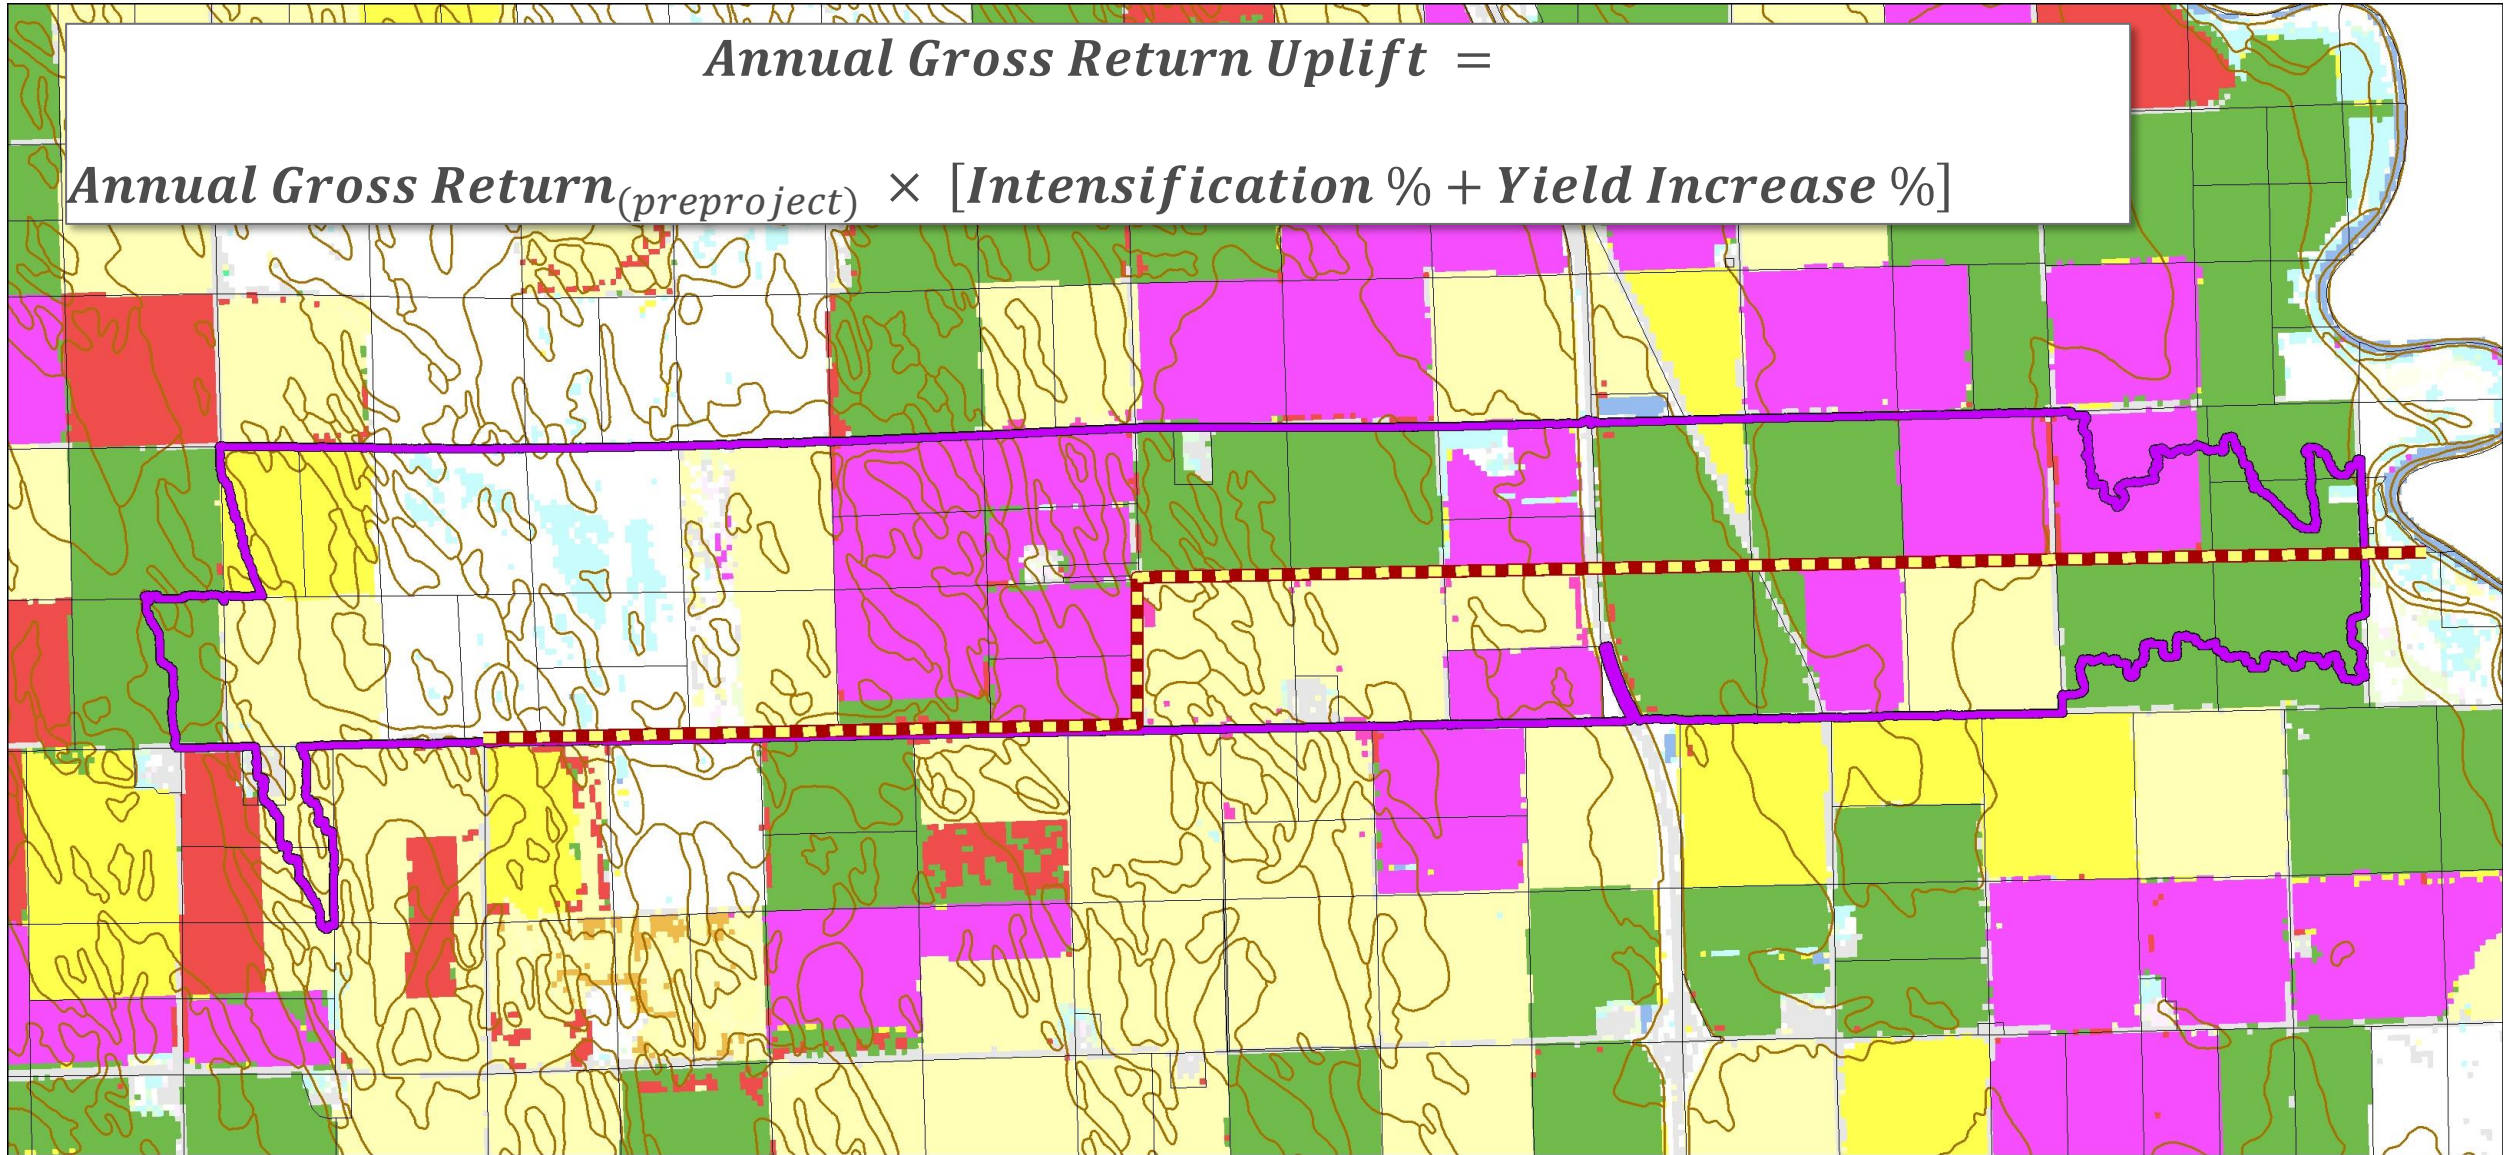 Annual Gross Return Uplift =
Annual Gross Return(preproject) × [Intensification % + Yield Increase %]